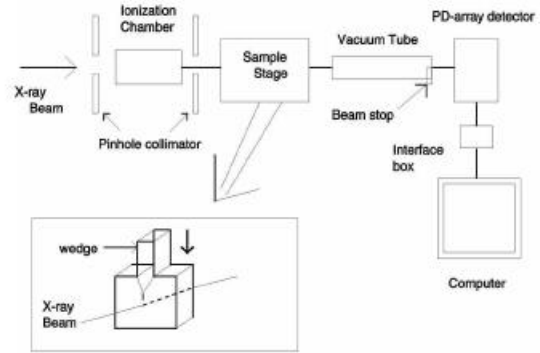 Ionization
Chamber
PD-array detector
Vacuum Tube
Sample
Stage
X-ray
Beam
Beam stop
Pinhole collimator
Interface
box
wedge
X-ray
Beam
Computer